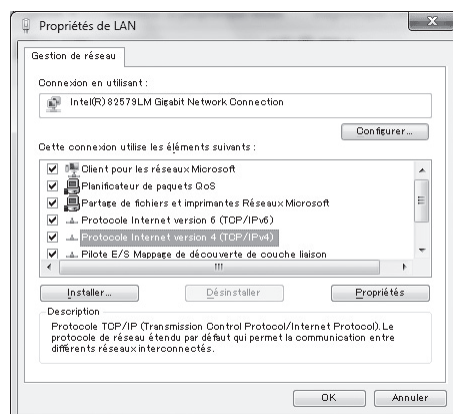 Propriétés de LAN
x
Gestion de réseau
Connexion en utilisant :
Intel(R) 82579LM Gigabit Network Connection
Configurer...
Cette connexion utilise les éléments suivants :
Client pour les réseaux Microsoft
Planificateur de paquets QoS
Partage de fichiers et imprimantes Réseaux Microsoft
Protocole Internet version 6 (TCP/IPv6)
Protocole Internet version 4 (TCP/IPv4)
Pilote E/S Mappage de découverte de couche liaison
Installer...
Désinstaller
Propriétés
Description
Protocole TCP/IP (Transmission Control Protocol/Internet Protocol). Le
protocole de réseau étendu par défaut qui permet la communication entre
différents réseaux interconnectés.
OK
Annuler